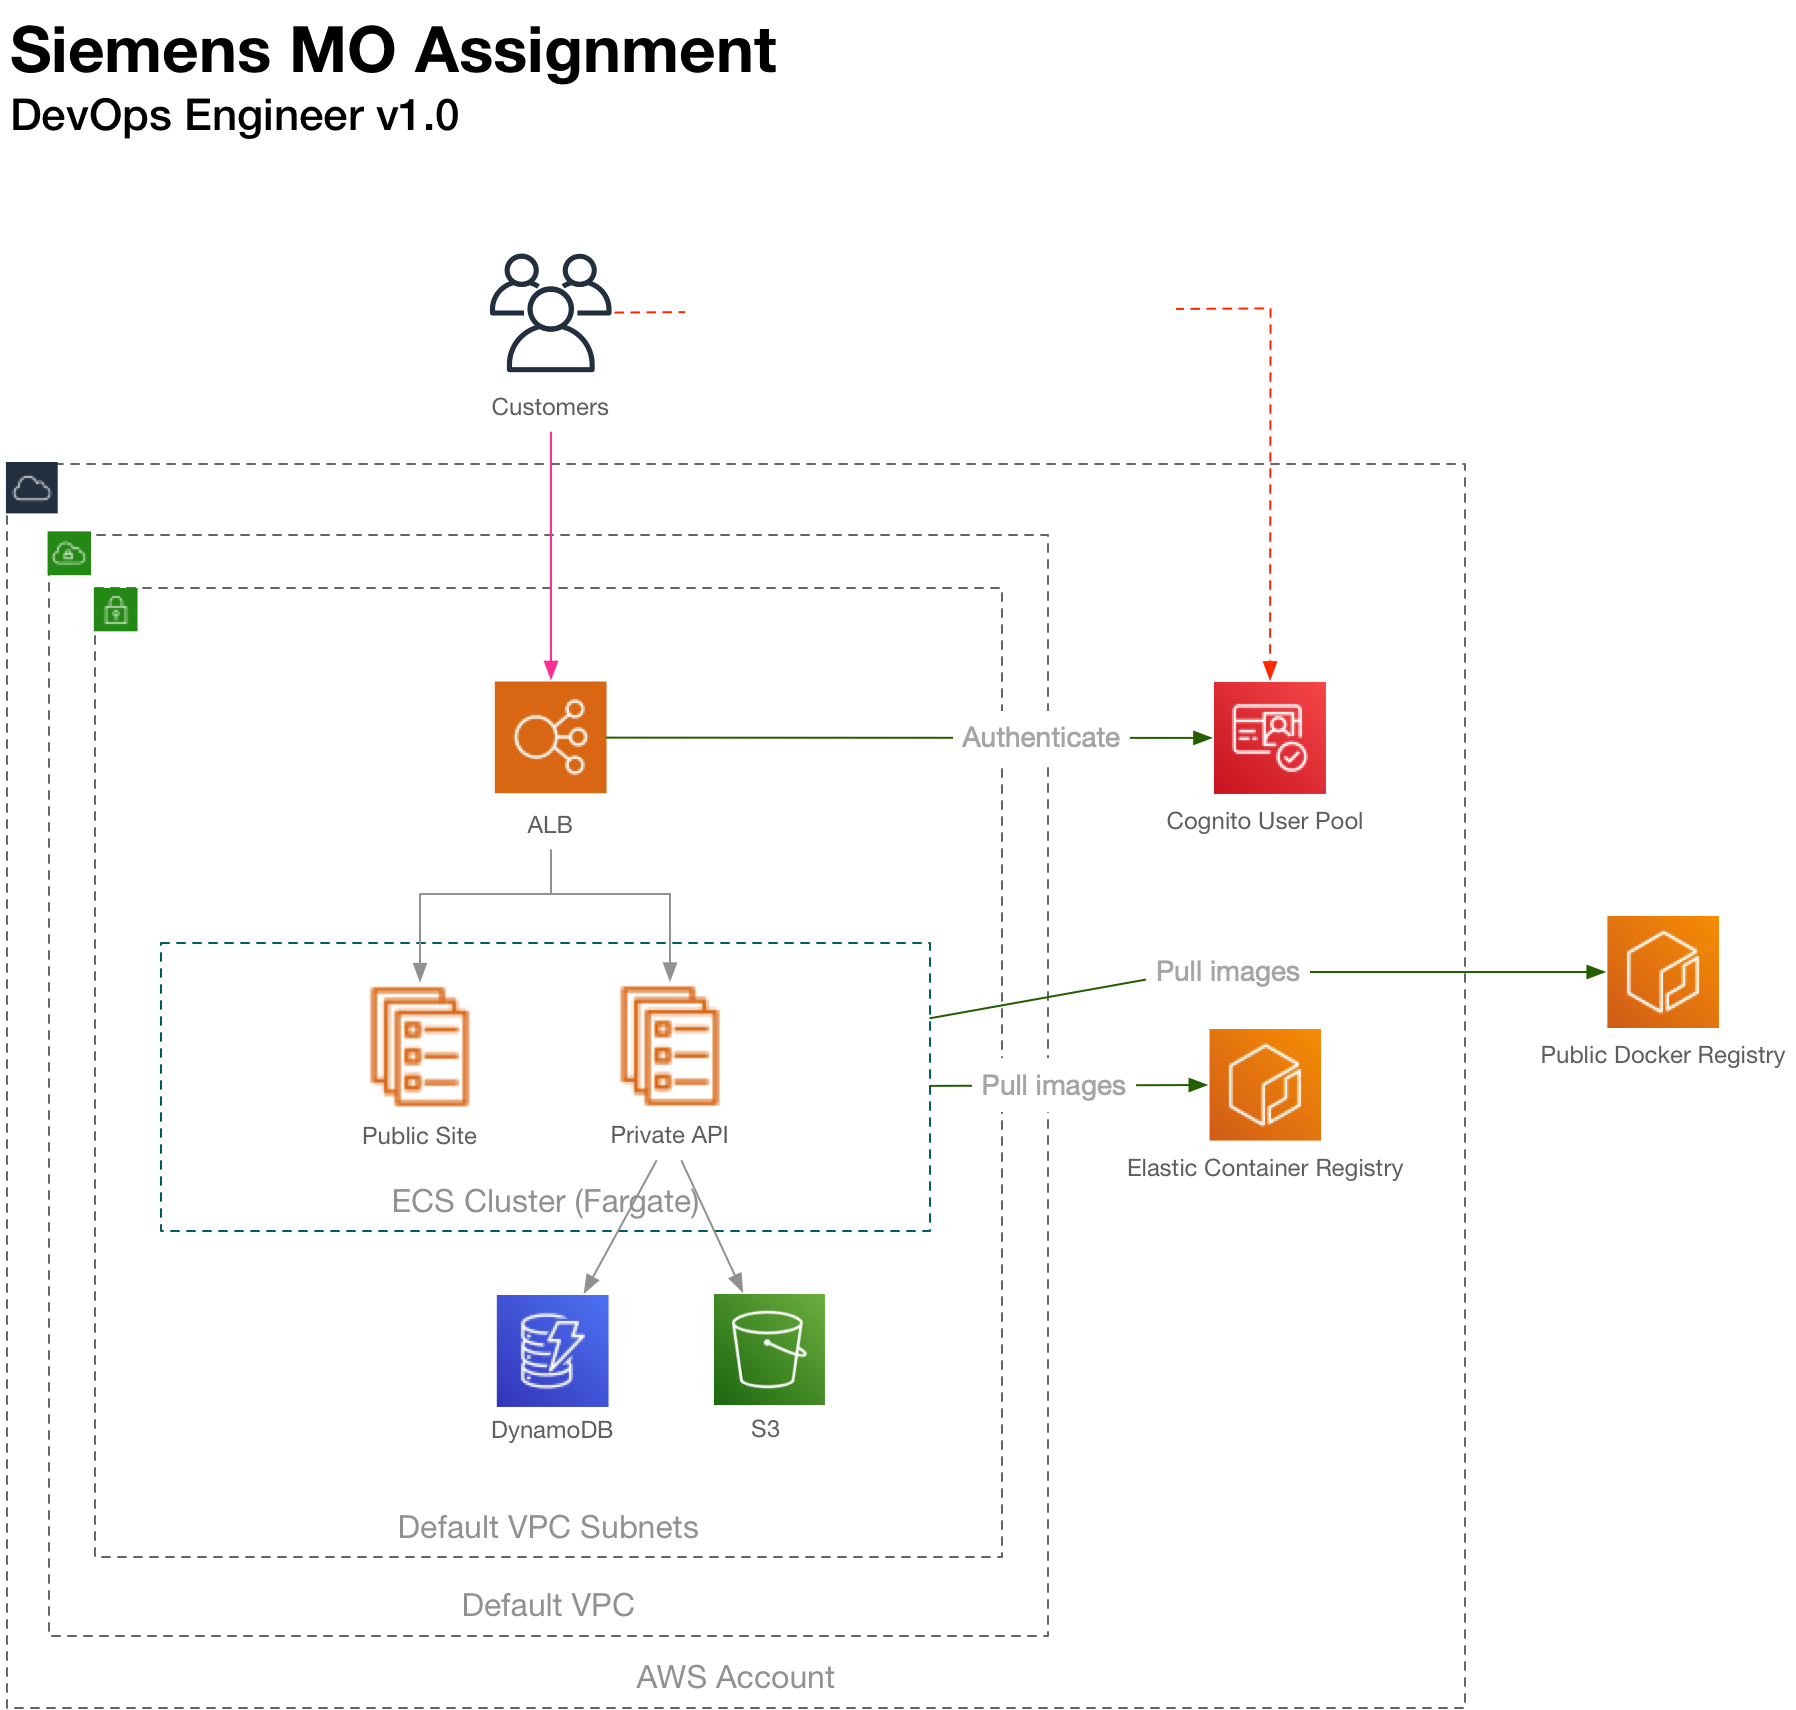 Siemens MO Assignment
DevOps Engineer v1.0
Customers
Authenticate
ALB
Cognito User Pool
Pull images
Public Docker Registry
Pull images
Public Site
Private API
Elastic Container Registry
ECS Cluster (Fargate)
DynamoDB
S3
Default VPC Subnets
Default VPC
AWS Account